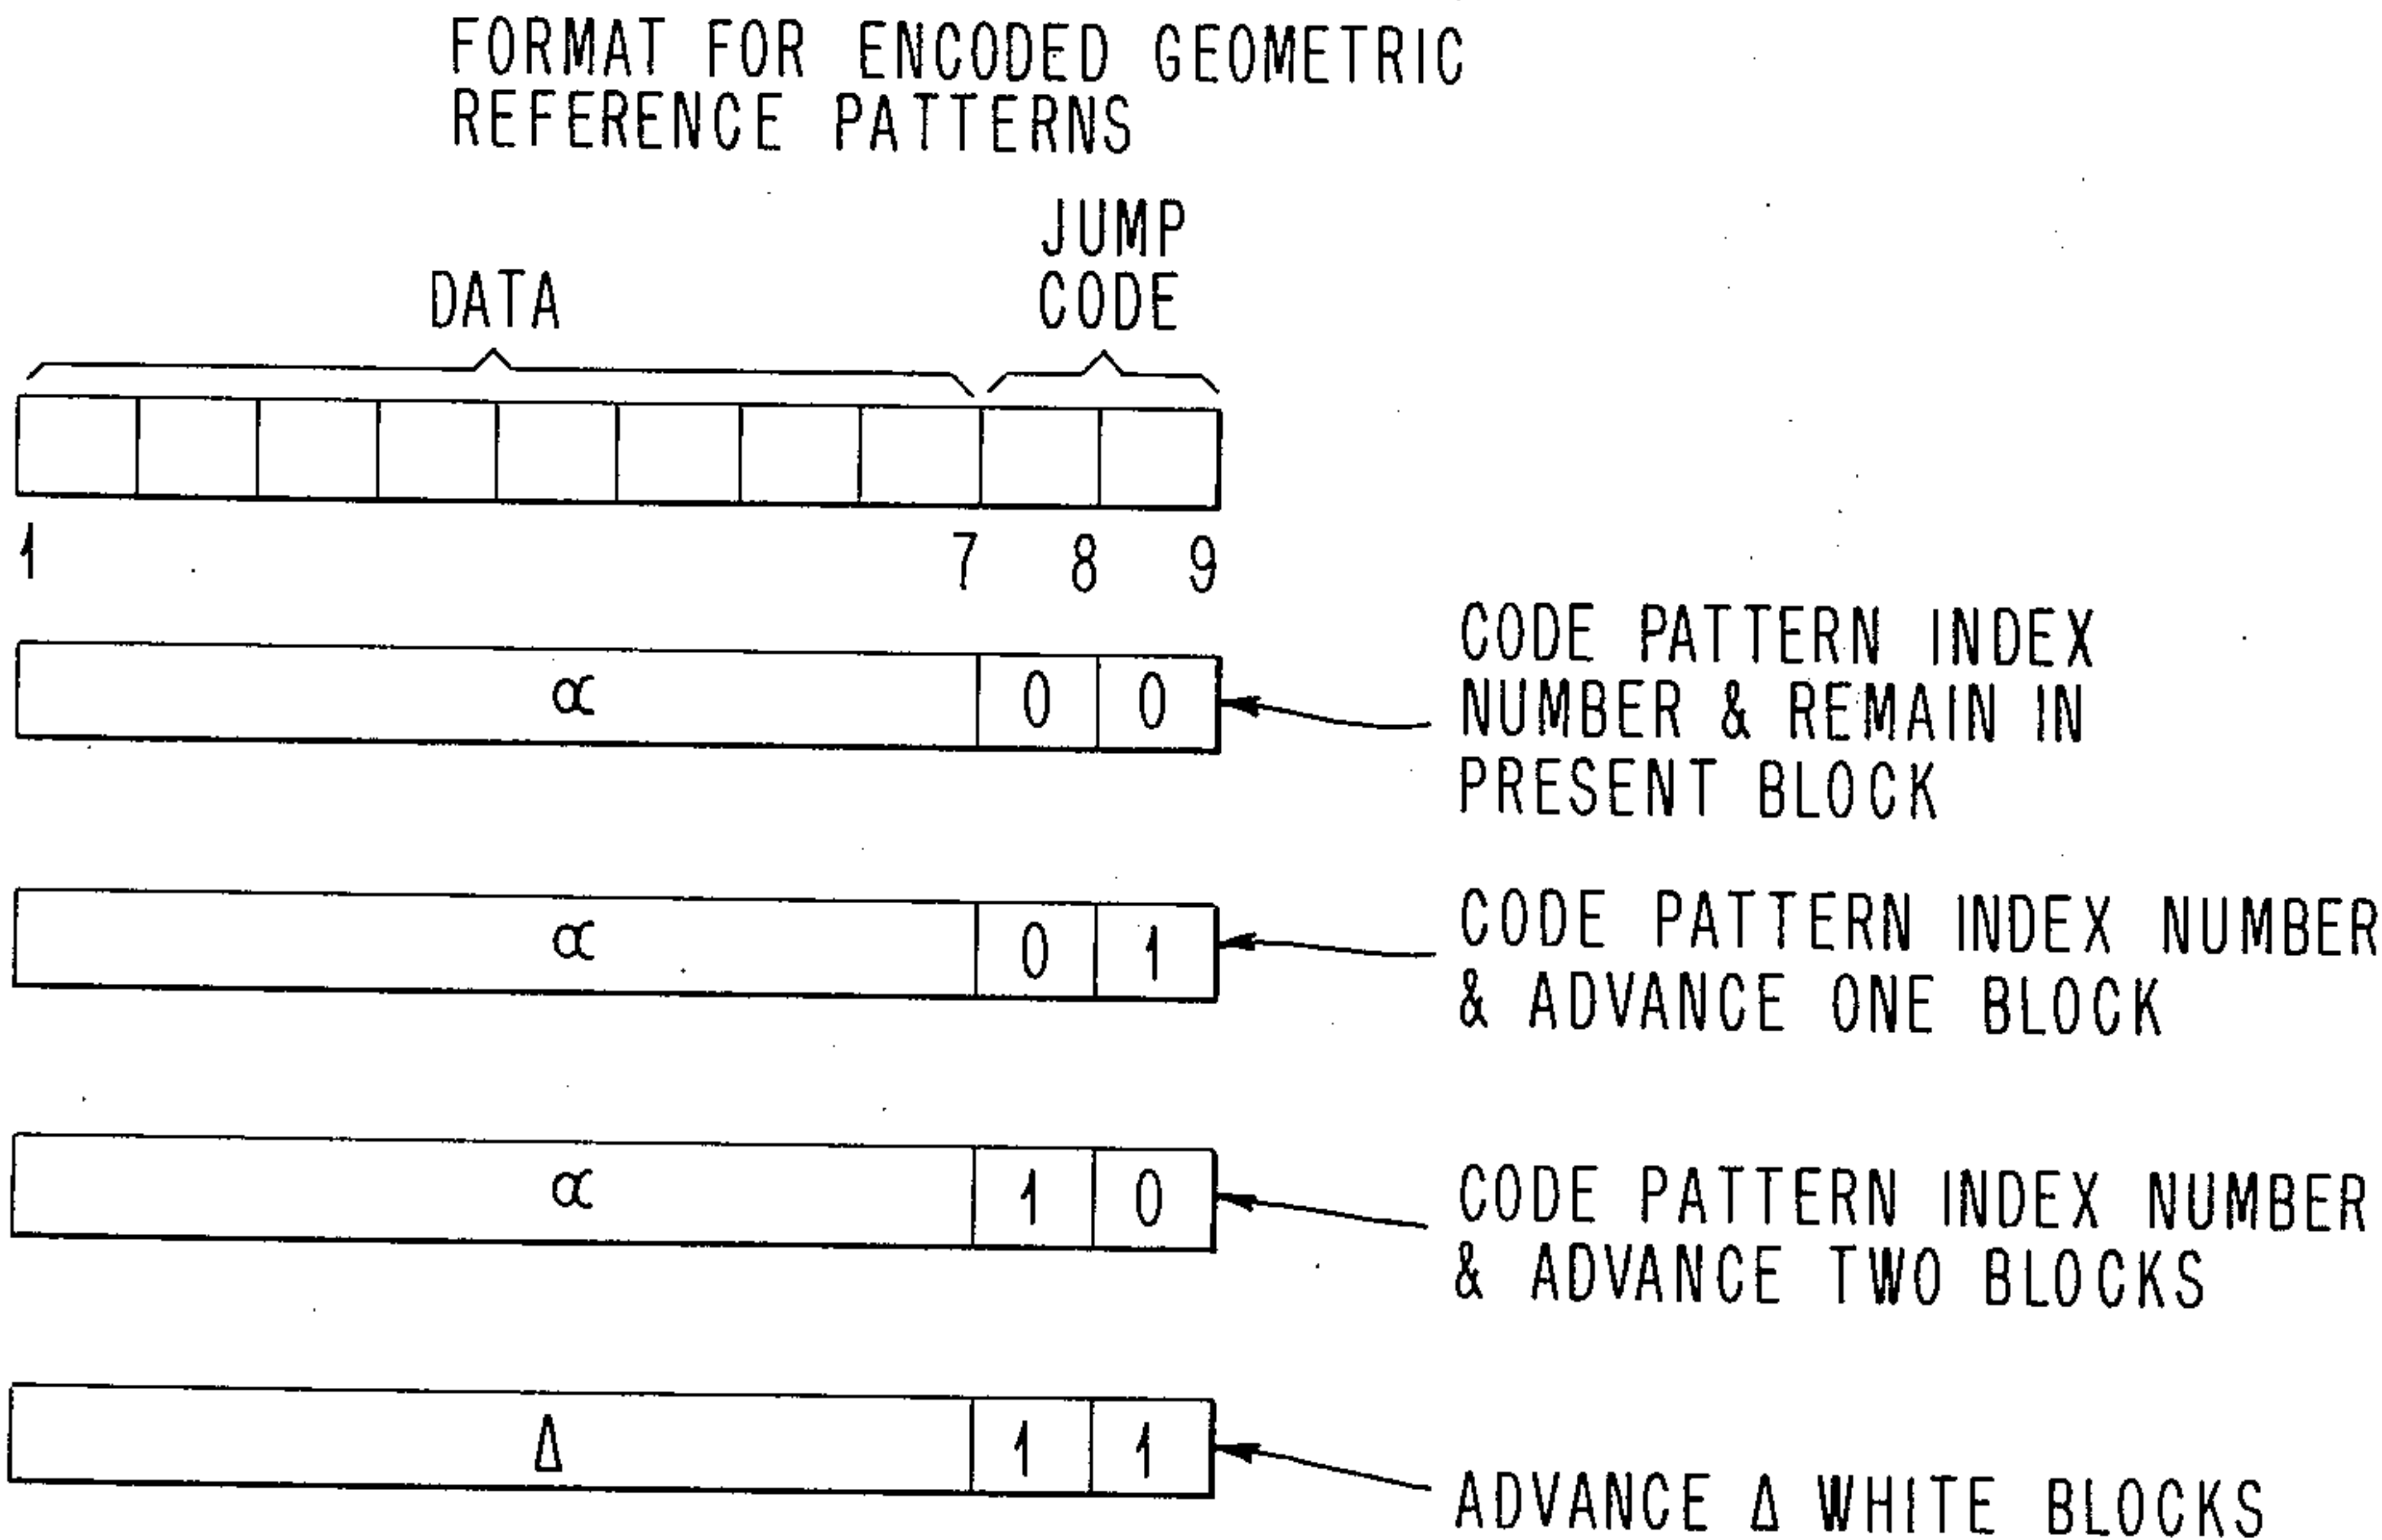 FORMAT FOR ENCODED GEOMETRIC
REFERENCE PATTERNS
JUMP
CODE
DATA
1 7 8 9
α 0 0
CODE PATTERN INDEX
NUMBER & REMAIN IN
PRESENT BLOCK
α 0 1
CODE PATTERN INDEX NUMBER
& ADVANCE ONE BLOCK
α 1 0
CODE PATTERN INDEX NUMBER
& ADVANCE TWO BLOCKS
Δ 1 1
ADVANCE Δ WHITE BLOCKS